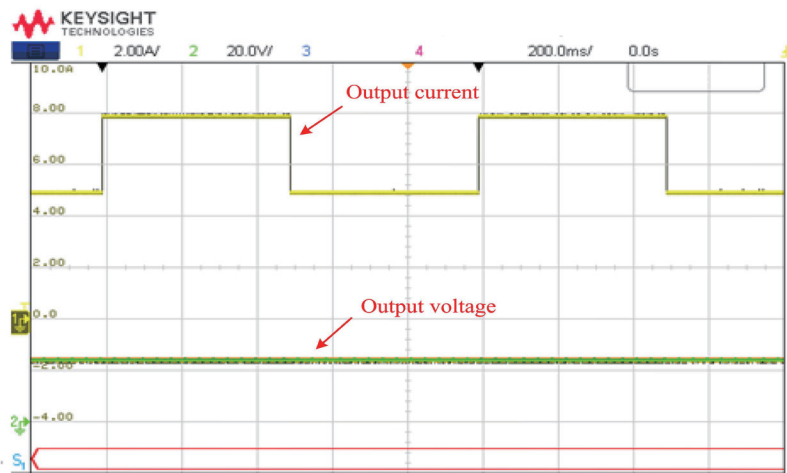 KEYSIGHT
TECHNOLOGIES
1 2.00A/ 2 20.0V/ 3 4 200.0ms/ 0.0s
10.0A
Output current
8.00
6.00
4.00
2.00
Output voltage
0.0
-2.00
-4.00
S1